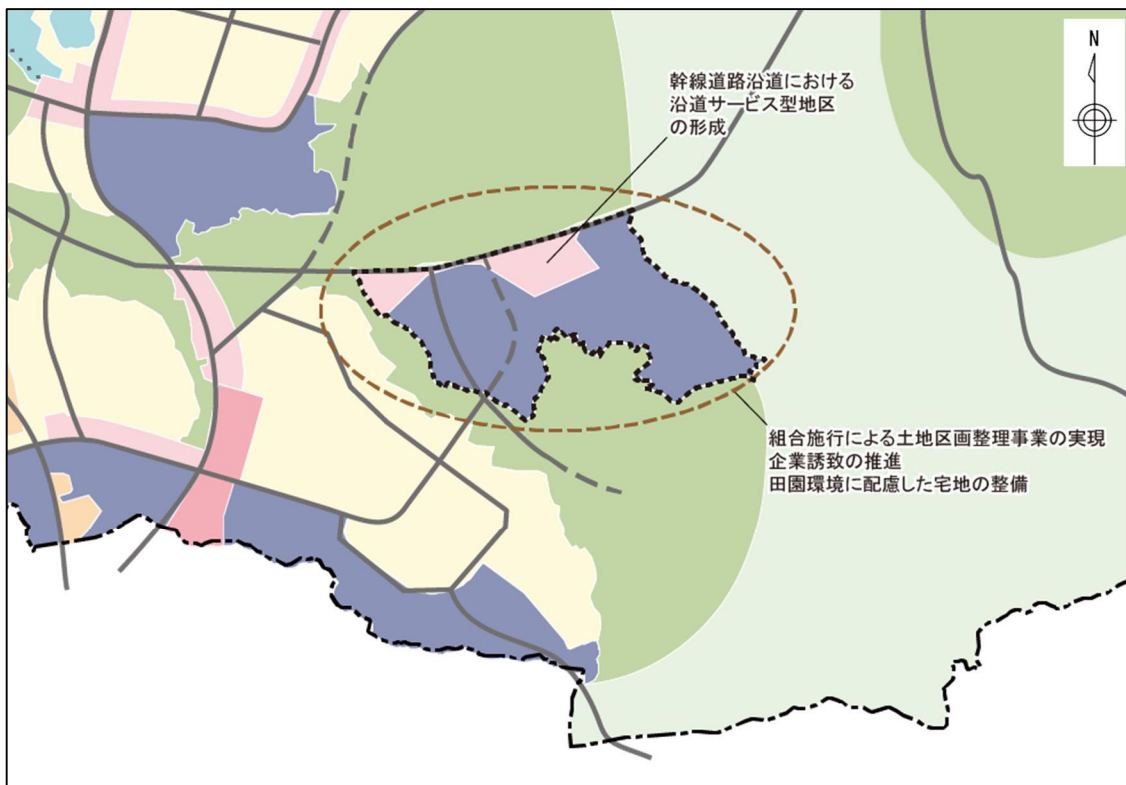 N
幹線道路沿道における
沿道サービス型地区
の形成
組合施行による土地区画整理事業の実現
企業誘致の推進
田園環境に配慮した宅地の整備